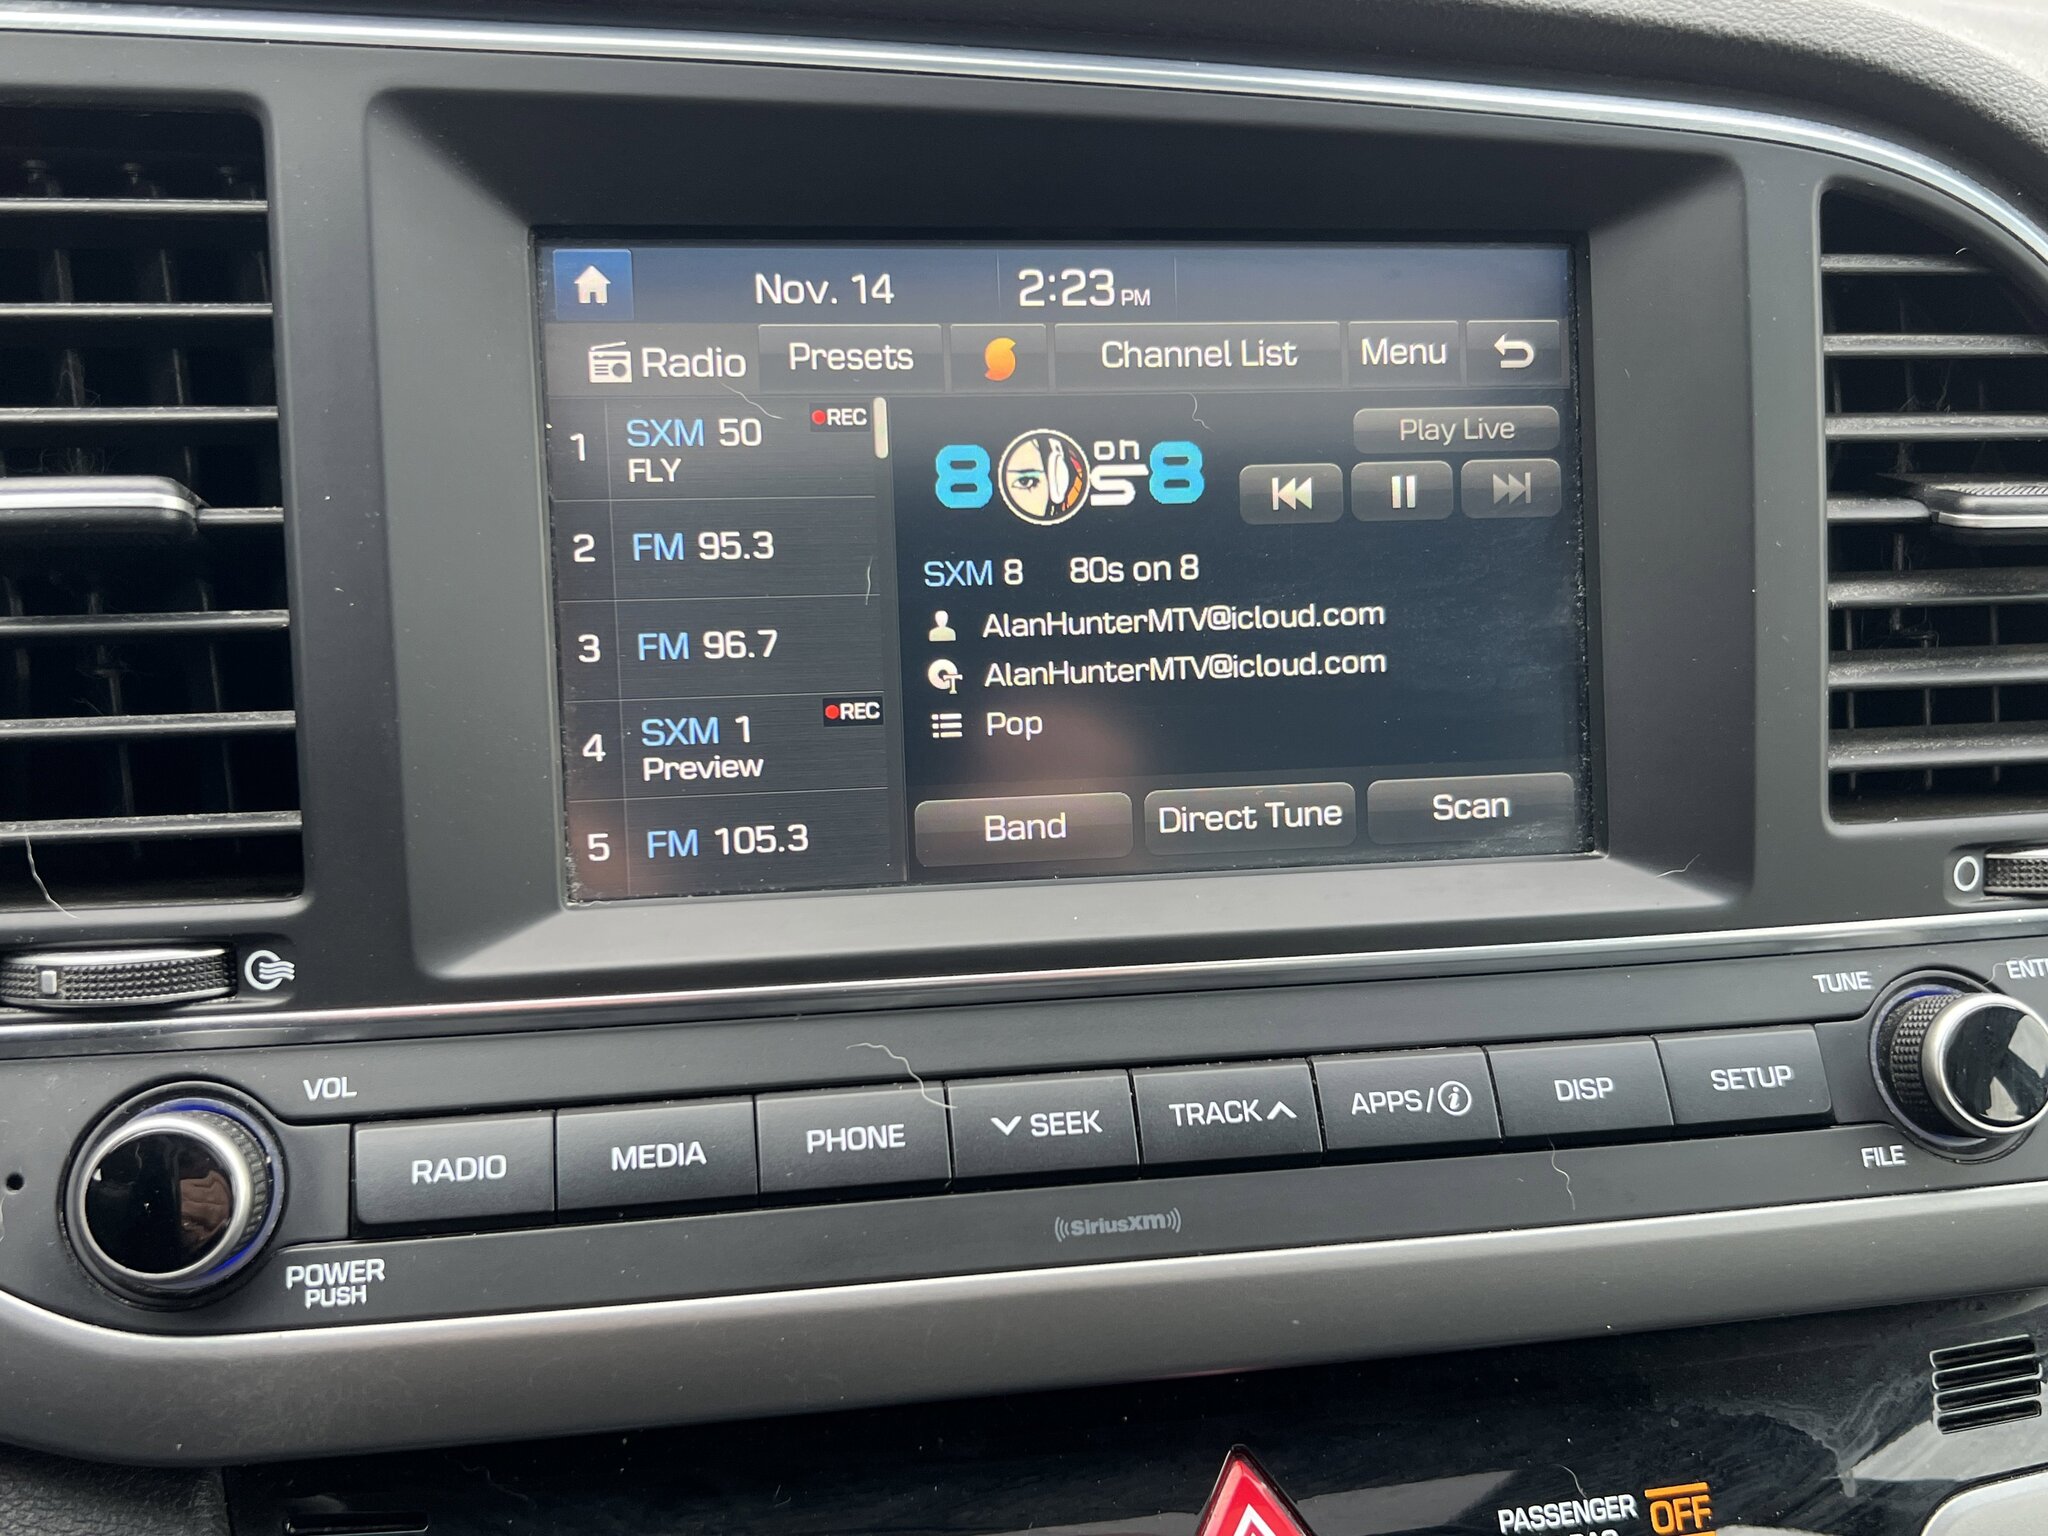 Nov. 14 2:23 PM
Radio Presets Channel List Menu
1 SXM 50 REC
FLY
2 FM 95.3
3 FM 96.7
4 SXM 1 REC
Preview
5 FM 105.3
80s on 8
Play Live
SXM 8 80s on 8
AlanHunterMTV@icloud.com
AlanHunterMTV@icloud.com
Pop
Band Direct Tune Scan
VOL
POWER
PUSH
RADIO MEDIA PHONE SEEK TRACK APPS/i DISP SETUP
TUNE
FILE
((SiriusXM))
PASSENGER OFF